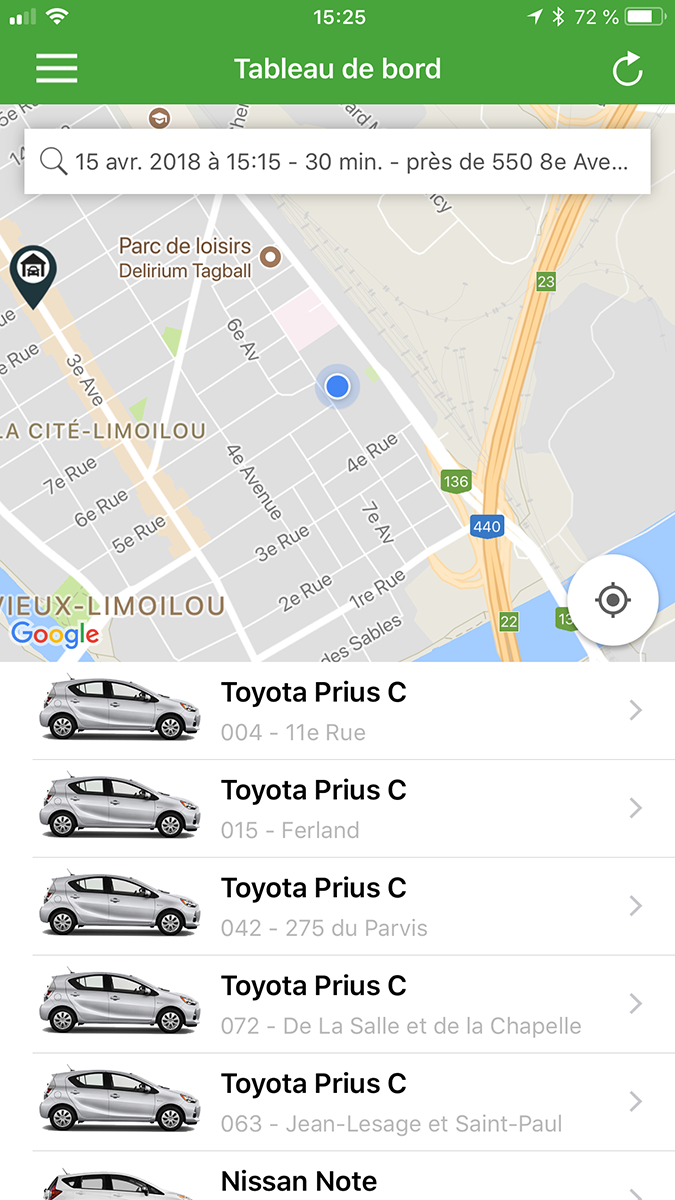 15:25
72 %
Tableau de bord
15 avr. 2018 à 15:15 - 30 min. - près de 550 8e Ave...
Parc de loisirs
Delirium Tagball
23
6e Av
3e Ave
e Rue
LA CITÉ-LIMOILOU
4e Rue
7e Rue
4e Avenue
136
6e Rue
7e Av
440
5e Rue
3e Rue
2e Rue
1re Rue
VIEUX-LIMOILOU
22
13
des Sables
Google
Toyota Prius C
004 - 11e Rue
Toyota Prius C
015 - Ferland
Toyota Prius C
042 - 275 du Parvis
Toyota Prius C
072 - De La Salle et de la Chapelle
Toyota Prius C
063 - Jean-Lesage et Saint-Paul
Nissan Note